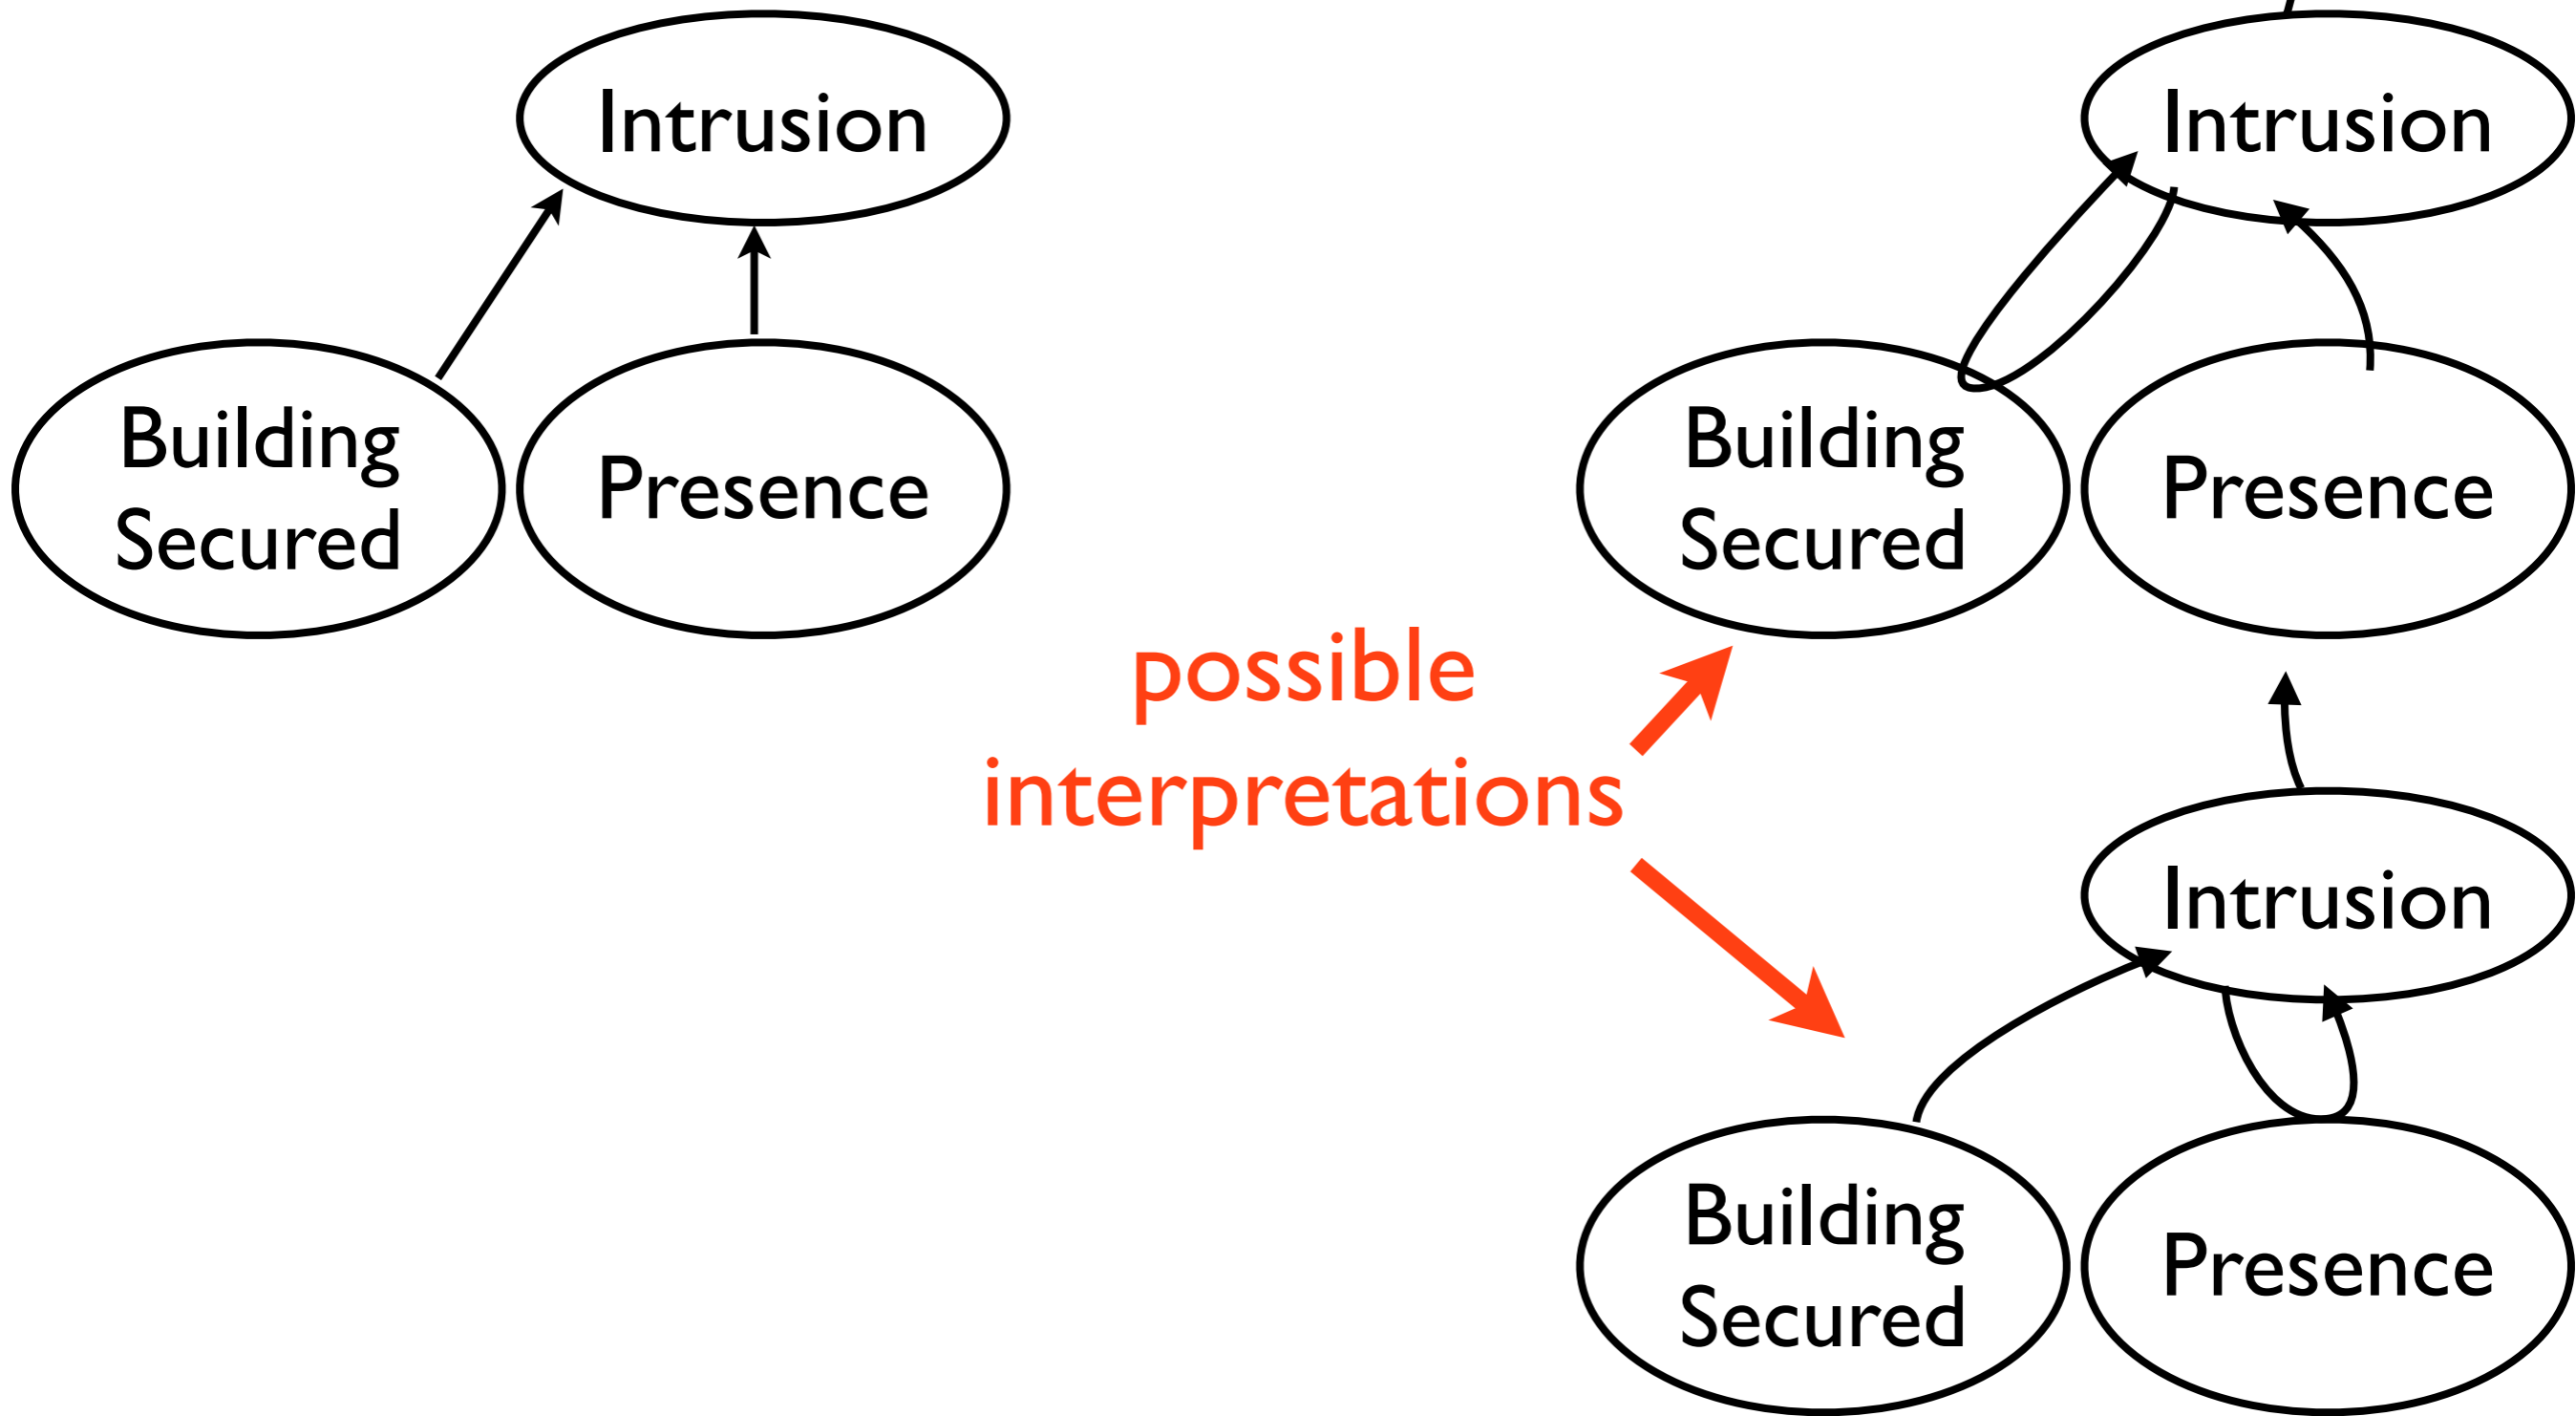 Intrusion
Building
Secured
Presence
possible
interpretations
Intrusion
Building
Secured
Presence
Intrusion
Building
Secured
Presence